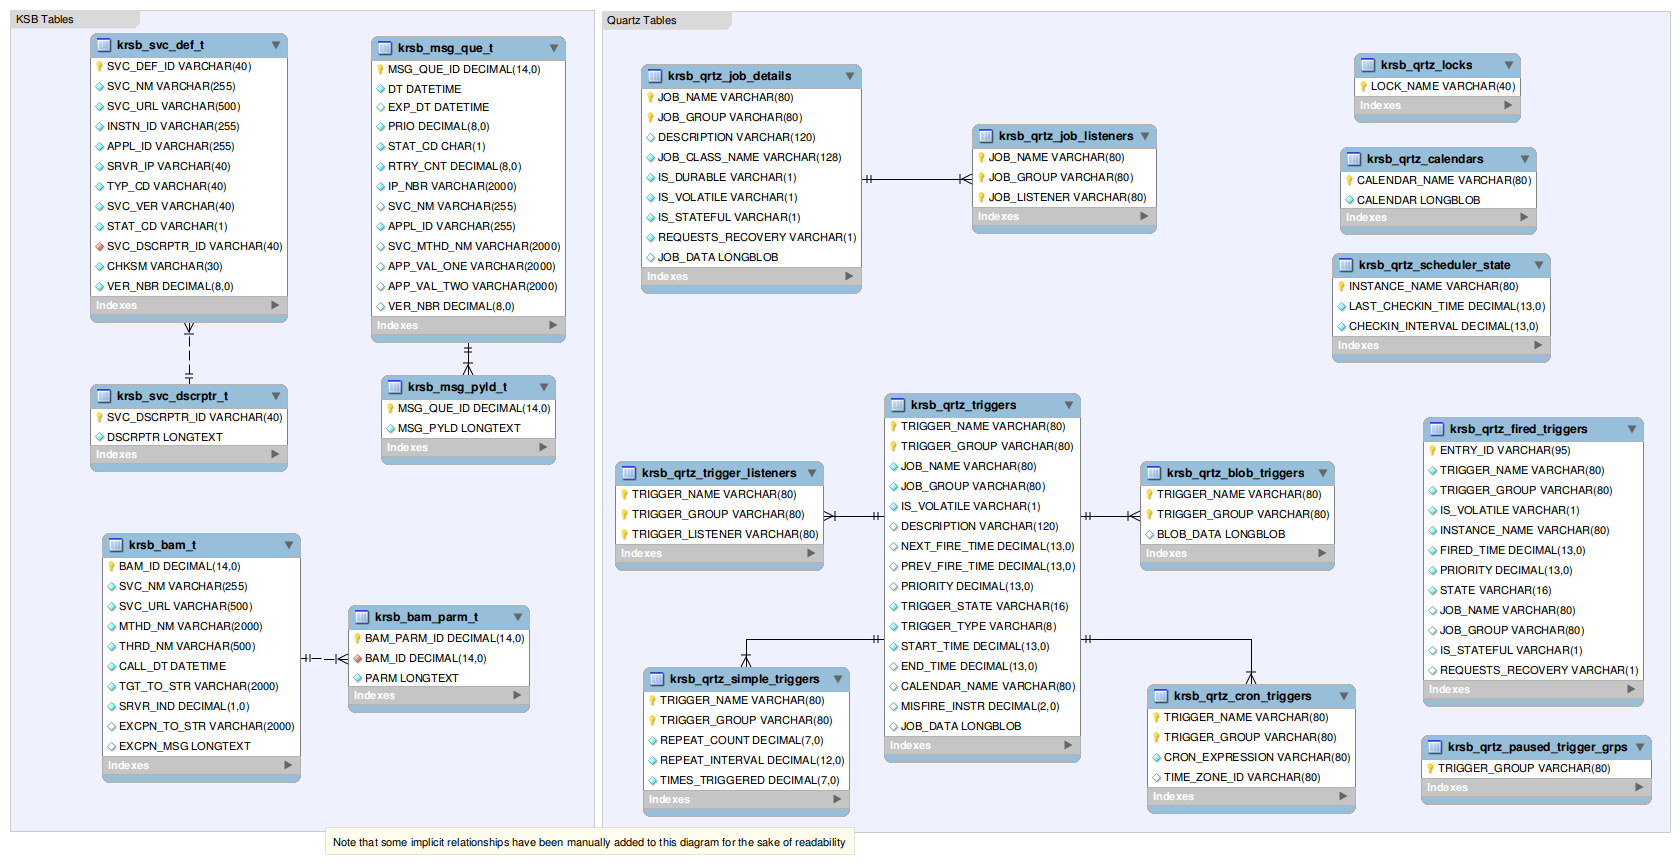 KSB Tables
krsb_svc_def_t
SVC_DEF_ID VARCHAR(40)
SVC_NM VARCHAR(255)
SVC_URL VARCHAR(500)
INSTN_ID VARCHAR(255)
APPL_ID VARCHAR(255)
SRVR_IP VARCHAR(40)
TYP_CD VARCHAR(40)
SVC_VER VARCHAR(40)
STAT_CD VARCHAR(1)
SVC_DSCRPTR_ID VARCHAR(40)
CHKSM VARCHAR(30)
VER_NBR DECIMAL(8,0)
Indexes
krsb_msg_que_t
MSG_QUE_ID DECIMAL(14,0)
DT DATETIME
EXP_DT DATETIME
PRIO DECIMAL(8,0)
STAT_CD CHAR(1)
RTRY_CNT DECIMAL(8,0)
IP_NBR VARCHAR(2000)
SVC_NM VARCHAR(255)
APPL_ID VARCHAR(255)
SVC_MTHD_NM VARCHAR(2000)
APP_VAL_ONE VARCHAR(2000)
APP_VAL_TWO VARCHAR(2000)
VER_NBR DECIMAL(8,0)
Indexes
krsb_svc_dscrptr_t
SVC_DSCRPTR_ID VARCHAR(40)
DSCRPTR LONGTEXT
Indexes
krsb_msg_pyld_t
MSG_QUE_ID DECIMAL(14,0)
MSG_PYLD LONGTEXT
Indexes
krsb_bam_t
BAM_ID DECIMAL(14,0)
SVC_NM VARCHAR(255)
SVC_URL VARCHAR(500)
MTHD_NM VARCHAR(2000)
THRD_NM VARCHAR(500)
CALL_DT DATETIME
TGT_TO_STR VARCHAR(2000)
SRVR_IND DECIMAL(1,0)
EXCPN_TO_STR VARCHAR(2000)
EXCPN_MSG LONGTEXT
Indexes
krsb_bam_parm_t
BAM_PARM_ID DECIMAL(14,0)
BAM_ID DECIMAL(14,0)
PARM LONGTEXT
Indexes
Quartz Tables
krsb_qrtz_job_details
JOB_NAME VARCHAR(80)
JOB_GROUP VARCHAR(80)
DESCRIPTION VARCHAR(120)
JOB_CLASS_NAME VARCHAR(128)
IS_DURABLE VARCHAR(1)
IS_VOLATILE VARCHAR(1)
IS_STATEFUL VARCHAR(1)
REQUESTS_RECOVERY VARCHAR(1)
JOB_DATA LONGBLOB
Indexes
krsb_qrtz_job_listeners
JOB_NAME VARCHAR(80)
JOB_GROUP VARCHAR(80)
JOB_LISTENER VARCHAR(80)
Indexes
krsb_qrtz_locks
LOCK_NAME VARCHAR(40)
Indexes
krsb_qrtz_calendars
CALENDAR_NAME VARCHAR(80)
CALENDAR LONGBLOB
Indexes
krsb_qrtz_scheduler_state
INSTANCE_NAME VARCHAR(80)
LAST_CHECKIN_TIME DECIMAL(13,0)
CHECKIN_INTERVAL DECIMAL(13,0)
Indexes
krsb_qrtz_trigger_listeners
TRIGGER_NAME VARCHAR(80)
TRIGGER_GROUP VARCHAR(80)
TRIGGER_LISTENER VARCHAR(80)
Indexes
krsb_qrtz_triggers
TRIGGER_NAME VARCHAR(80)
TRIGGER_GROUP VARCHAR(80)
JOB_NAME VARCHAR(80)
JOB_GROUP VARCHAR(80)
IS_VOLATILE VARCHAR(1)
DESCRIPTION VARCHAR(120)
NEXT_FIRE_TIME DECIMAL(13,0)
PREV_FIRE_TIME DECIMAL(13,0)
PRIORITY DECIMAL(13,0)
TRIGGER_STATE VARCHAR(16)
TRIGGER_TYPE VARCHAR(8)
START_TIME DECIMAL(13,0)
END_TIME DECIMAL(13,0)
CALENDAR_NAME VARCHAR(80)
MISFIRE_INSTR DECIMAL(2,0)
JOB_DATA LONGBLOB
Indexes
krsb_qrtz_blob_triggers
TRIGGER_NAME VARCHAR(80)
TRIGGER_GROUP VARCHAR(80)
BLOB_DATA LONGBLOB
Indexes
krsb_qrtz_fired_triggers
ENTRY_ID VARCHAR(95)
TRIGGER_NAME VARCHAR(80)
TRIGGER_GROUP VARCHAR(80)
IS_VOLATILE VARCHAR(1)
INSTANCE_NAME VARCHAR(80)
FIRED_TIME DECIMAL(13,0)
PRIORITY DECIMAL(13,0)
STATE VARCHAR(16)
JOB_NAME VARCHAR(80)
JOB_GROUP VARCHAR(80)
IS_STATEFUL VARCHAR(1)
REQUESTS_RECOVERY VARCHAR(1)
Indexes
krsb_qrtz_simple_triggers
TRIGGER_NAME VARCHAR(80)
TRIGGER_GROUP VARCHAR(80)
REPEAT_COUNT DECIMAL(7,0)
REPEAT_INTERVAL DECIMAL(12,0)
TIMES_TRIGGERED DECIMAL(7,0)
Indexes
krsb_qrtz_cron_triggers
TRIGGER_NAME VARCHAR(80)
TRIGGER_GROUP VARCHAR(80)
CRON_EXPRESSION VARCHAR(80)
TIME_ZONE_ID VARCHAR(80)
Indexes
krsb_qrtz_paused_trigger_grps
TRIGGER_GROUP VARCHAR(80)
Indexes
Note that some implicit relationships have been manually added to this diagram for the sake of readability